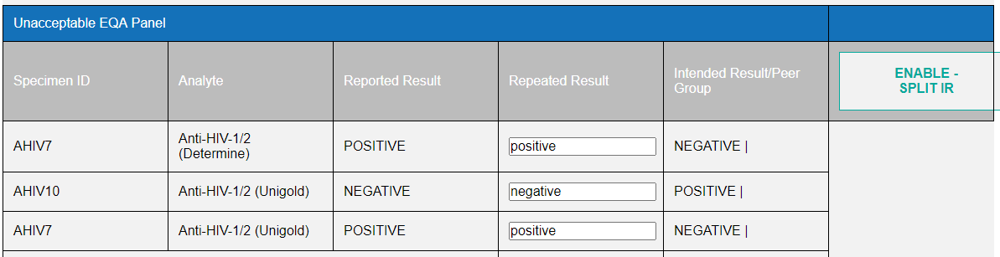 Unacceptable EQA Panel
Specimen ID
Analyte
Reported Result
Repeated Result
Intended Result/Peer
Group
ENABLE -
SPLIT IR
AHIV7
Anti-HIV-1/2
(Determine)
POSITIVE
positive
NEGATIVE |
AHIV10
Anti-HIV-1/2 (Unigold)
NEGATIVE
negative
POSITIVE |
AHIV7
Anti-HIV-1/2 (Unigold)
POSITIVE
positive
NEGATIVE |